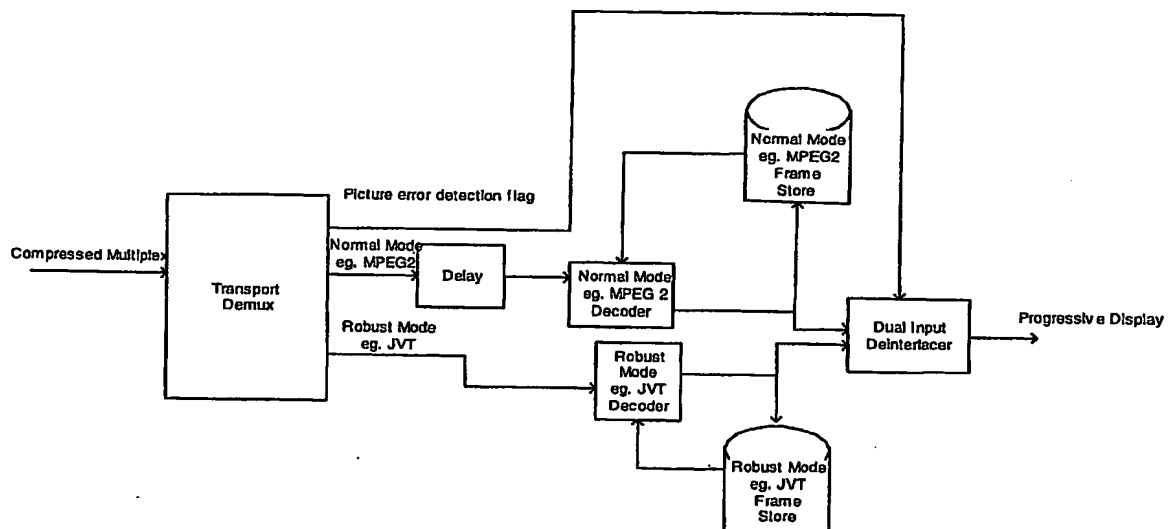 Normal Mode
eg. MPEG2
Frame
Store
Picture error detection flag
Compressed Multiplex
Transport
Demux
Normal Mode
eg. MPEG2
Delay
Normal Mode
eg. MPEG 2
Decoder
Dual Input
Deinterlacer
Progressive Display
Robust Mode
eg. JVT
Robust
Mode
eg. JVT
Decoder
Robust Mode
eg. JVT
Frame
Store